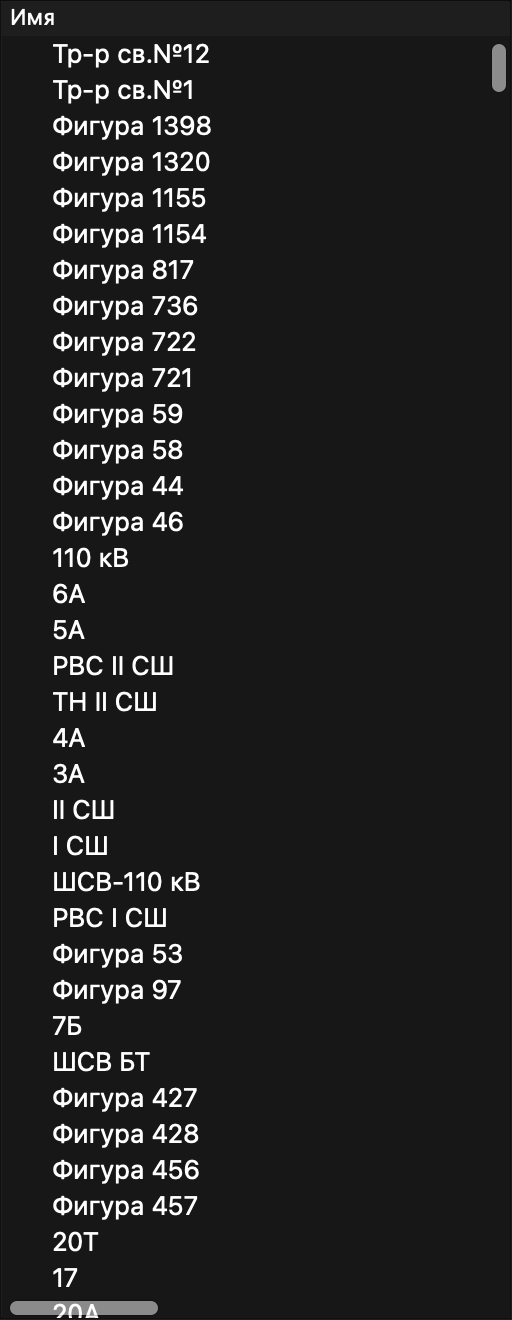 Имя
Тр-р св.№12
Тр-р св.№1
Фигура 1398
Фигура 1320
Фигура 1155
Фигура 1154
Фигура 817
Фигура 736
Фигура 722
Фигура 721
Фигура 59
Фигура 58
Фигура 44
Фигура 46
110 кВ
6А
5А
РВС II СШ
ТН II СШ
4А
3А
II СШ
I СШ
ШСВ-110 кВ
РВС I СШ
Фигура 53
Фигура 97
7Б
ШСВ БТ
Фигура 427
Фигура 428
Фигура 456
Фигура 457
20Т
17
20А